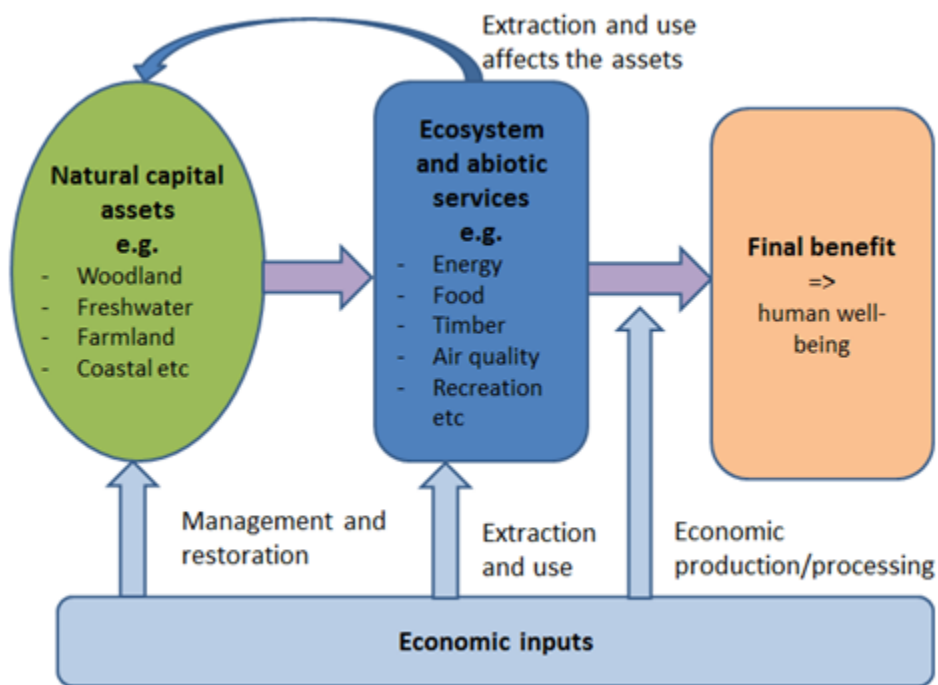 Extraction and use
affects the assets
Natural capital
assets
e.g.
- Woodland
- Freshwater
- Farmland
- Coastal etc
Ecosystem
and abiotic
services
e.g.
- Energy
- Food
- Timber
- Air quality
- Recreation
etc
Final benefit
=>
human well-
being
Management and
restoration
Extraction
and use
Economic
production/processing
Economic inputs